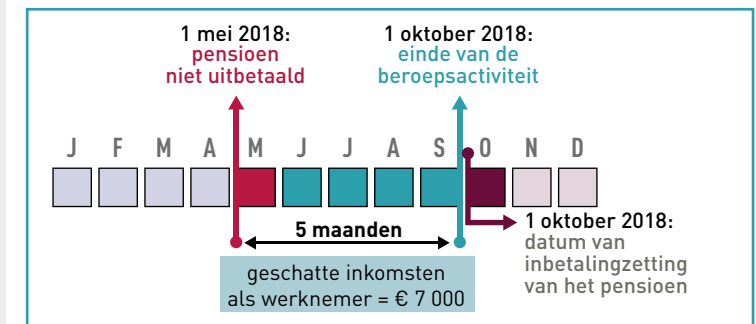 1 mei 2018:
pensioen
niet uitbetaald
1 oktober 2018:
einde van de
beroepsactiviteit
J F M A M J J A S O N D
5 maanden
geschatte inkomsten
als werknemer = € 7 000
1 oktober 2018:
datum van
inbetalingzetting
van het pensioen